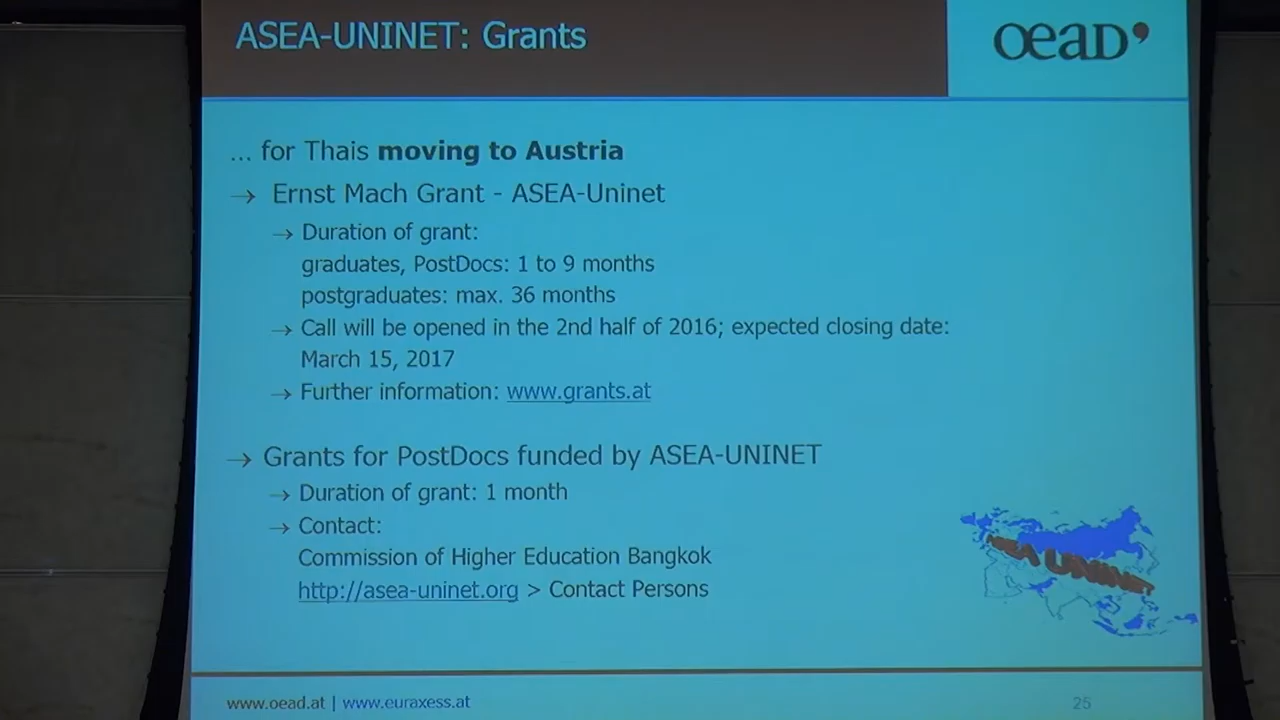 ASEA-UNINET: Grants
OeAD'
... for Thais moving to Austria
→ Ernst Mach Grant - ASEA-Uninet
→ Duration of grant:
graduates, PostDocs: 1 to 9 months
postgraduates: max. 36 months
→ Call will be opened in the 2nd half of 2016; expected closing date:
March 15, 2017
→ Further information: www.grants.at
→ Grants for PostDocs funded by ASEA-UNINET
→ Duration of grant: 1 month
→ Contact:
Commission of Higher Education Bangkok
http://asea-uninet.org > Contact Persons
ASEA UNINET
www.oead.at | www.euraxess.at
25